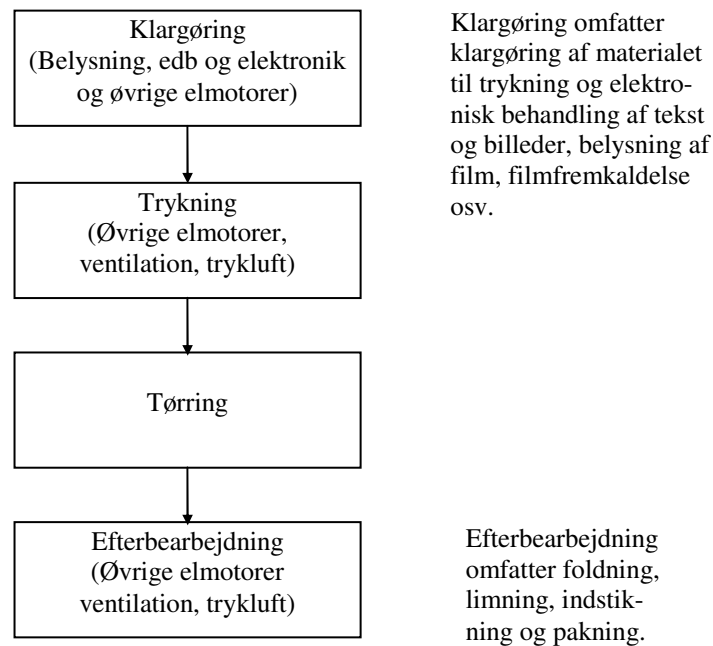 Klargøring
(Belysning, edb og elektronik
og øvrige elmotorer)
Klargøring omfatter
klargøring af materialet
til trykning og elektro-
nisk behandling af tekst
og billeder, belysning af
film, filmfremkaldelse
osv.
Trykning
(Øvrige elmotorer,
ventilation, trykluft)
Tørring
Efterbearbejdning
(Øvrige elmotorer
ventilation, trykluft)
Efterbearbejdning
omfatter foldning,
limning, indstik-
ning og pakning.